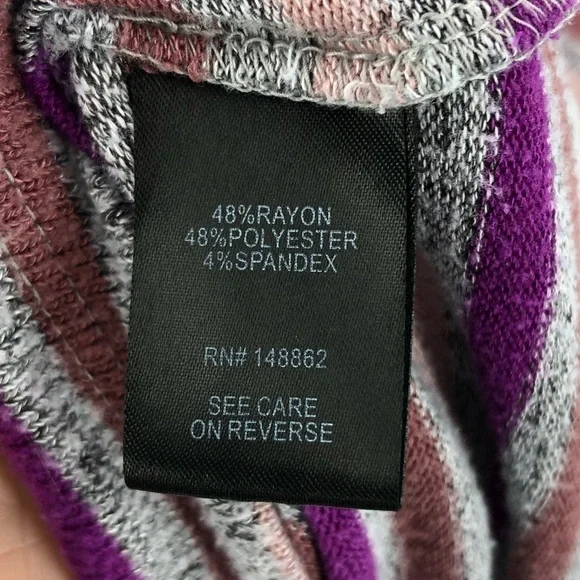 48%RAYON
48%POLYESTER
4%SPANDEX
RN# 148862
SEE CARE
ON REVERSE